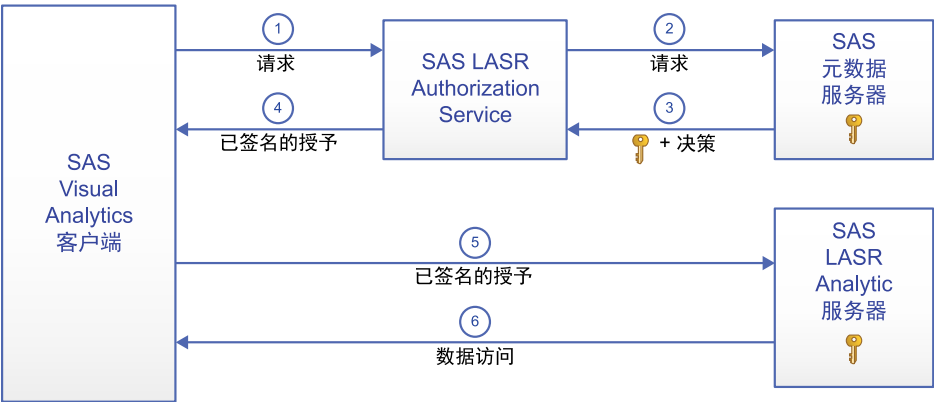 SAS
Visual
Analytics
客户端
1
请求
4
已签名的授予
SAS LASR
Authorization
Service
2
请求
3
+ 决策
SAS
元数据
服务器
5
已签名的授予
6
数据访问
SAS
LASR
Analytic
服务器